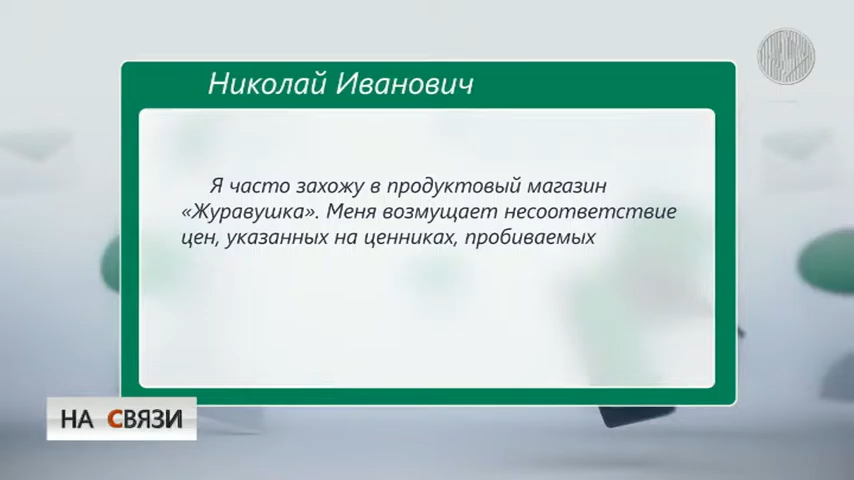 Николай Иванович
Я часто захожу в продуктовый магазин
«Журавушка». Меня возмущает несоответствие
цен, указанных на ценниках, пробиваемых
НА СВЯЗИ